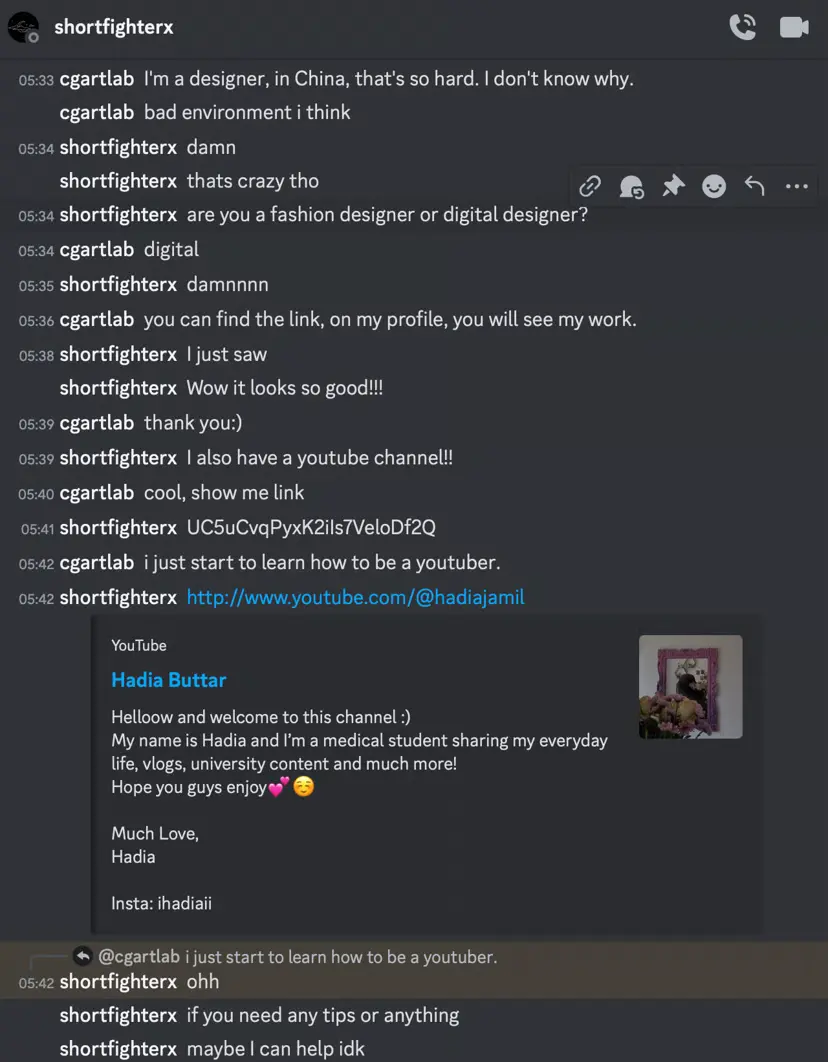 shortfighterx
05:33 cgartlab I'm a designer, in China, that's so hard. I don't know why.
cgartlab bad environment i think
05:34 shortfighterx damn
shortfighterx thats crazy tho
05:34 shortfighterx are you a fashion designer or digital designer?
05:34 cgartlab digital
05:35 shortfighterx damnnnn
05:36 cgartlab you can find the link, on my profile, you will see my work.
05:38 shortfighterx I just saw
shortfighterx Wow it looks so good!!!
05:39 cgartlab thank you:)
05:39 shortfighterx I also have a youtube channel!!
05:40 cgartlab cool, show me link
05:41 shortfighterx UC5uCvqPyxK2iIs7VeloDf2Q
05:42 cgartlab i just start to learn how to be a youtuber.
05:42 shortfighterx http://www.youtube.com/@hadiajamil
YouTube
Hadia Buttar
Helloow and welcome to this channel :)
My name is Hadia and I'm a medical student sharing my everyday
life, vlogs, university content and much more!
Hope you guys enjoy💕☺️
Much Love,
Hadia
Insta: ihadiaii
@cgartlab i just start to learn how to be a youtuber.
05:42 shortfighterx ohh
shortfighterx if you need any tips or anything
shortfighterx maybe I can help idk